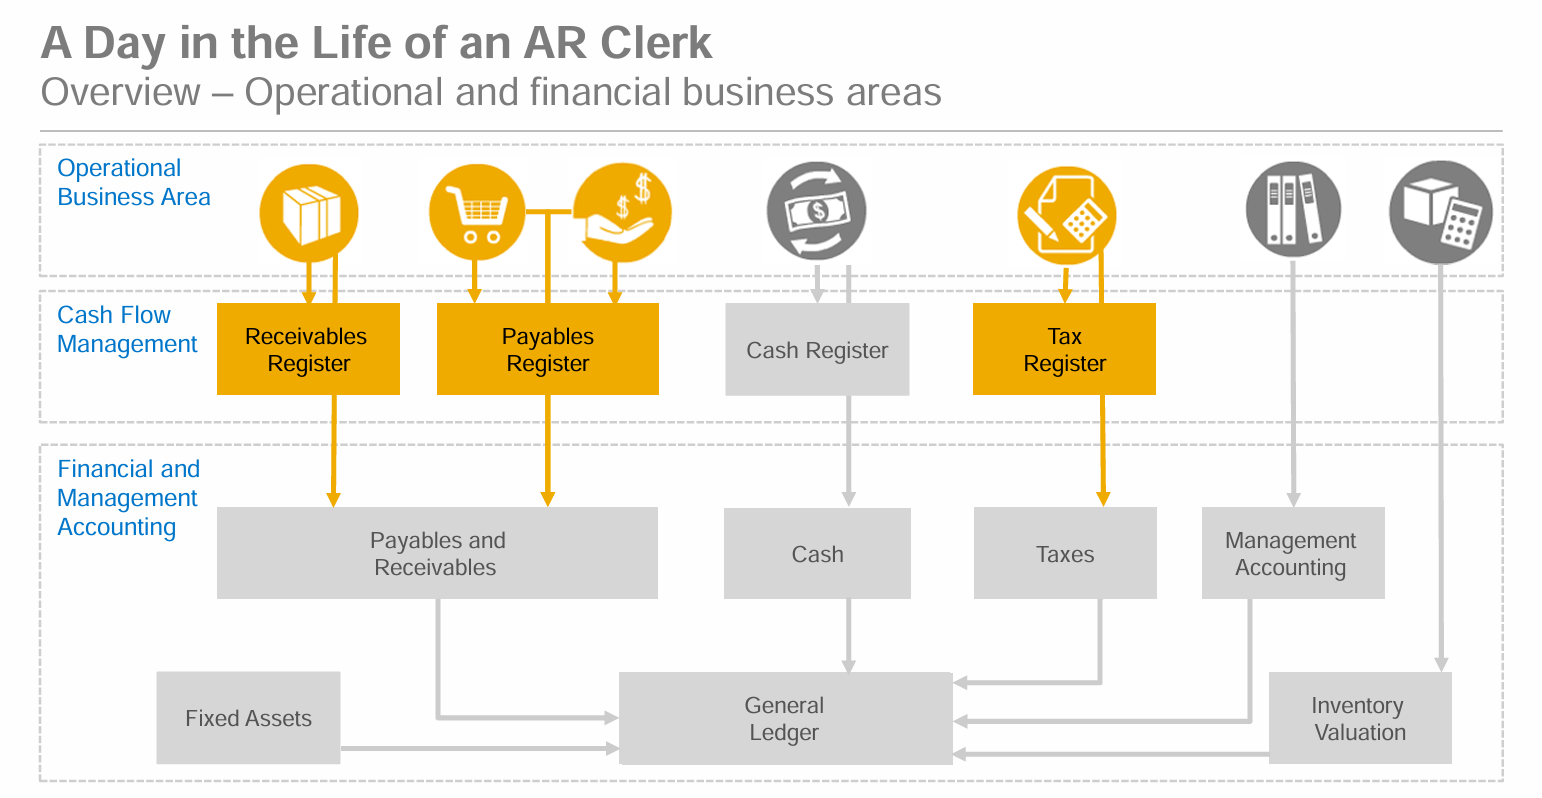 A Day in the Life of an AR Clerk
Overview – Operational and financial business areas
Operational
Business Area
$
$
$
Cash Flow
Management
Receivables
Register
Payables
Register
Cash Register
Tax
Register
Financial and
Management
Accounting
Payables and
Receivables
Cash
Taxes
Management
Accounting
Fixed Assets
General
Ledger
Inventory
Valuation